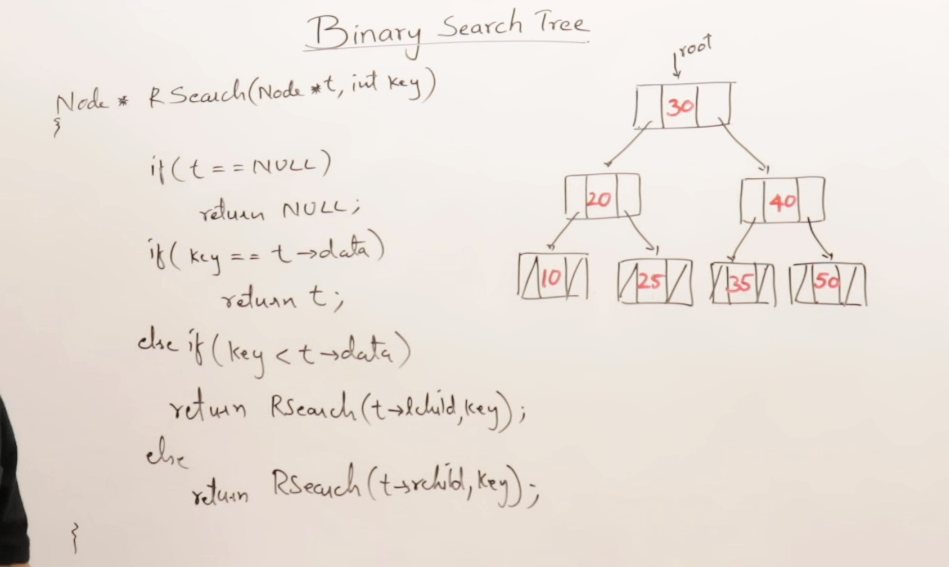 Binary Search Tree
Node * RSearch(Node *t, int key)
{
if(t == NULL)
return NULL;
if(key == t→data)
return t;
else if(key < t→data)
return RSearch(t→lchild,key);
else
return RSearch(t→rchild,key);
}
root
30
20 40
10 25 35 50